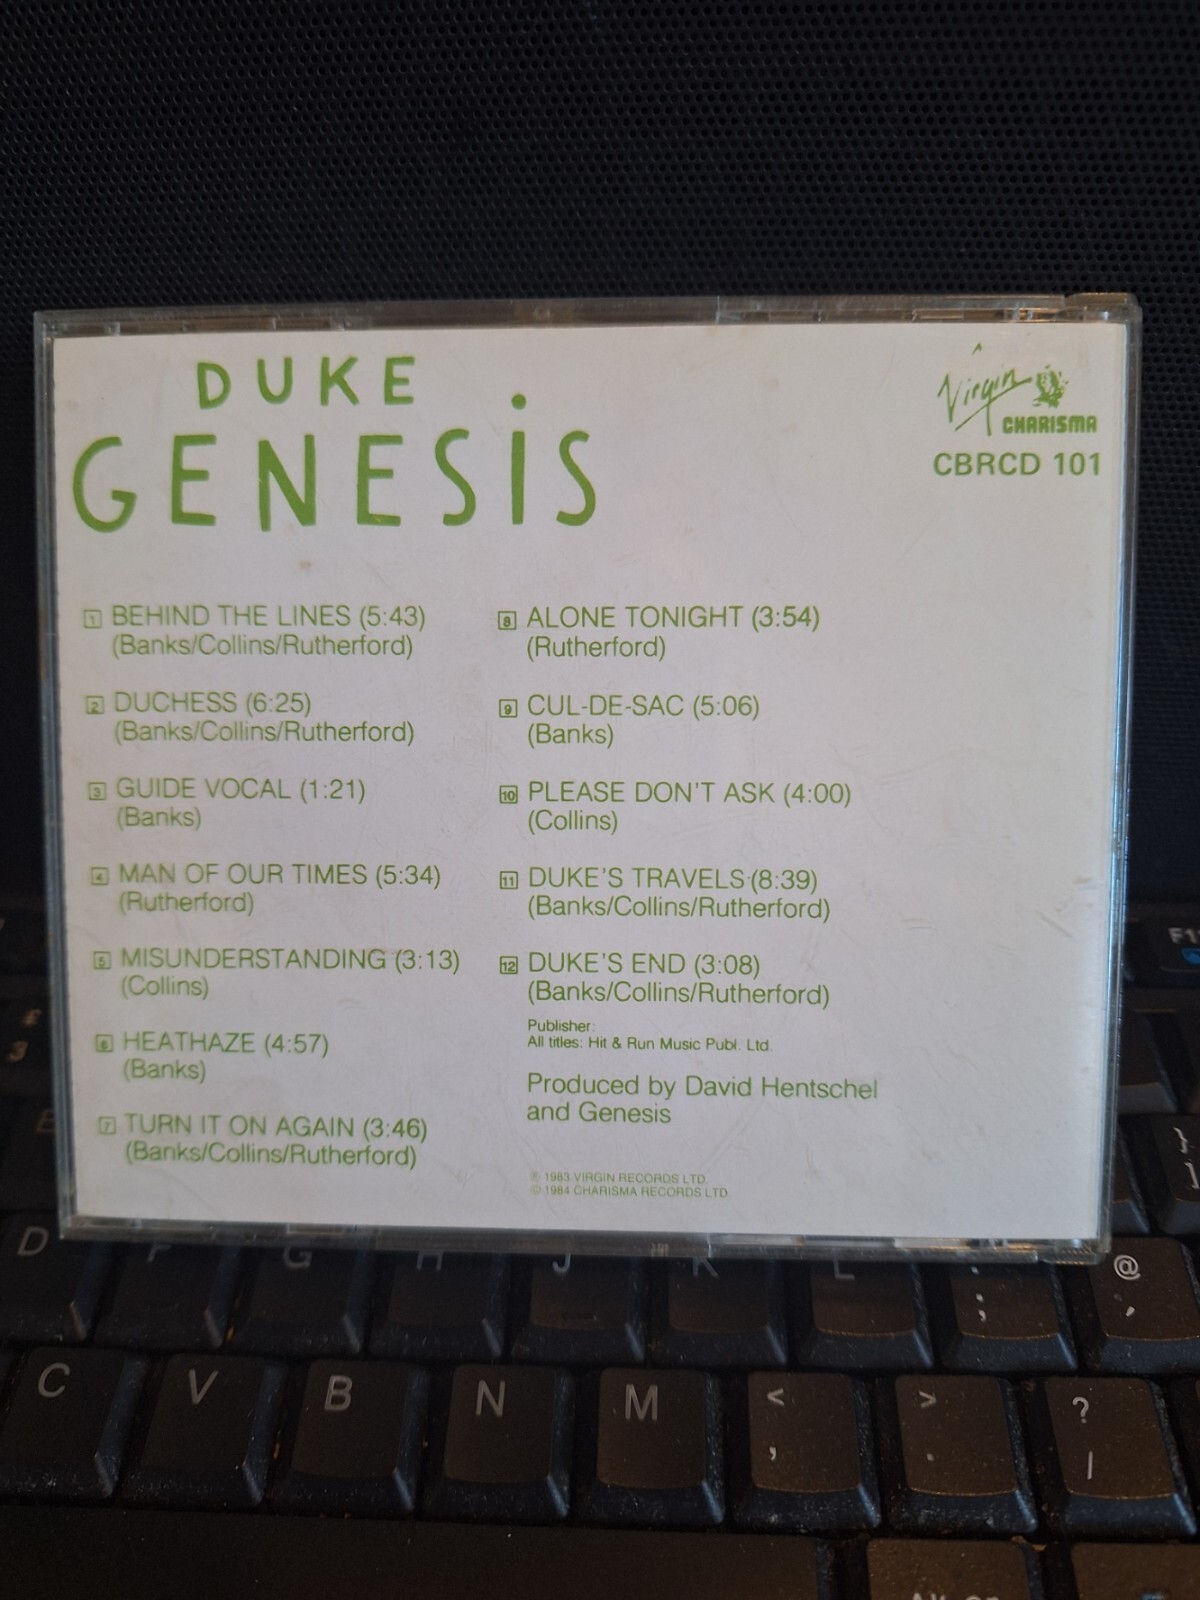 DUKE
GENESIS
Virgin
CHARISMA
CBRCD 101
1 BEHIND THE LINES (5:43)
(Banks/Collins/Rutherford)
2 DUCHESS (6:25)
(Banks/Collins/Rutherford)
3 GUIDE VOCAL (1:21)
(Banks)
4 MAN OF OUR TIMES (5:34)
(Rutherford)
5 MISUNDERSTANDING (3:13)
(Collins)
6 HEATHAZE (4:57)
(Banks)
7 TURN IT ON AGAIN (3:46)
(Banks/Collins/Rutherford)
8 ALONE TONIGHT (3:54)
(Rutherford)
9 CUL-DE-SAC (5:06)
(Banks)
10 PLEASE DON'T ASK (4:00)
(Collins)
11 DUKE'S TRAVELS (8:39)
(Banks/Collins/Rutherford)
12 DUKE'S END (3:08)
(Banks/Collins/Rutherford)
Publisher:
All titles: Hit & Run Music Publ. Ltd.
Produced by David Hentschel
and Genesis
℗ 1983 VIRGIN RECORDS LTD.
© 1984 CHARISMA RECORDS LTD.
£
3
E
D F G H J K L : ; @ '
C V B N M < , > . ? /